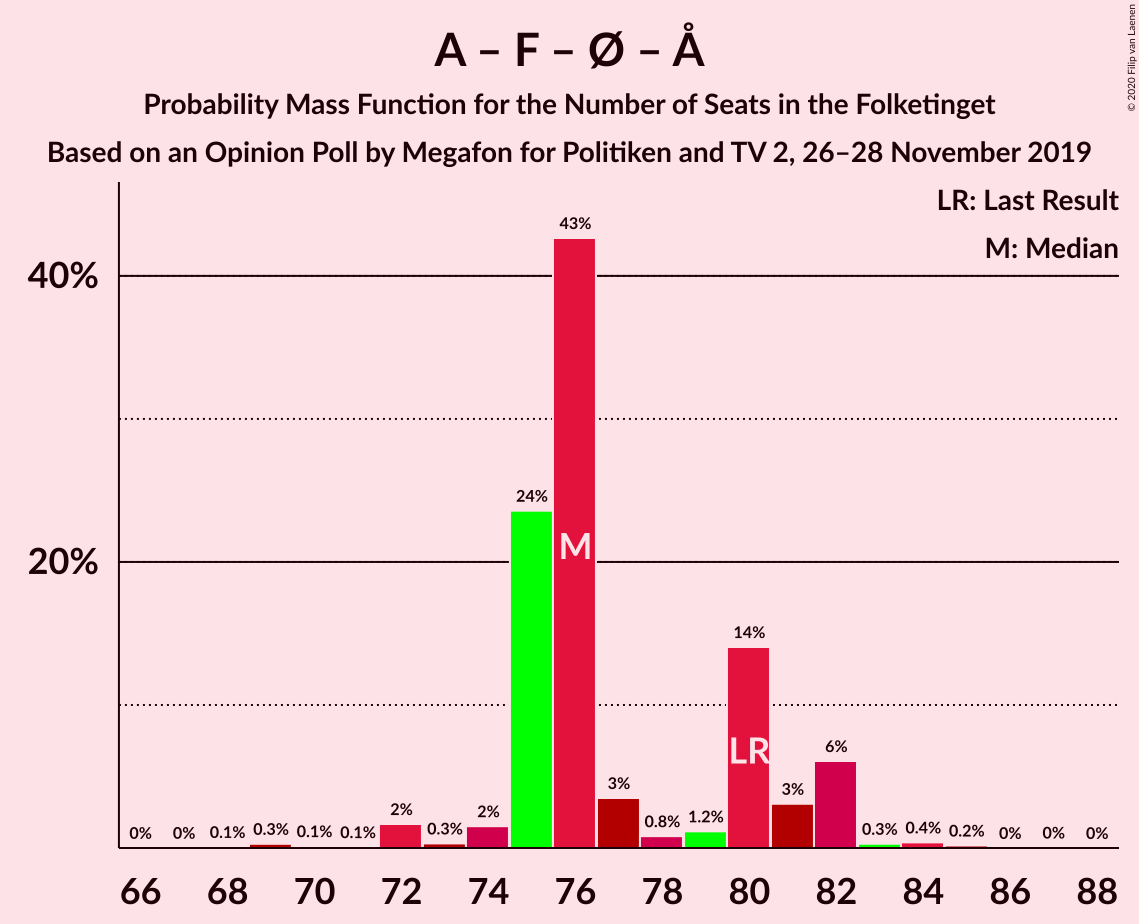 A – F – Ø – Å
Probability Mass Function for the Number of Seats in the Folketinget
Based on an Opinion Poll by Megafon for Politiken and TV 2, 26–28 November 2019
© 2020 Filip van Laenen
LR: Last Result
M: Median
43%
40%
24%
M
20%
14%
LR
6%
3%
3%
2%
2%
0% 0% 0.1% 0.3% 0.1% 0.1% 0.3% 0.8% 1.2% 0.3% 0.4% 0.2% 0% 0% 0%
66 68 70 72 74 76 78 80 82 84 86 88